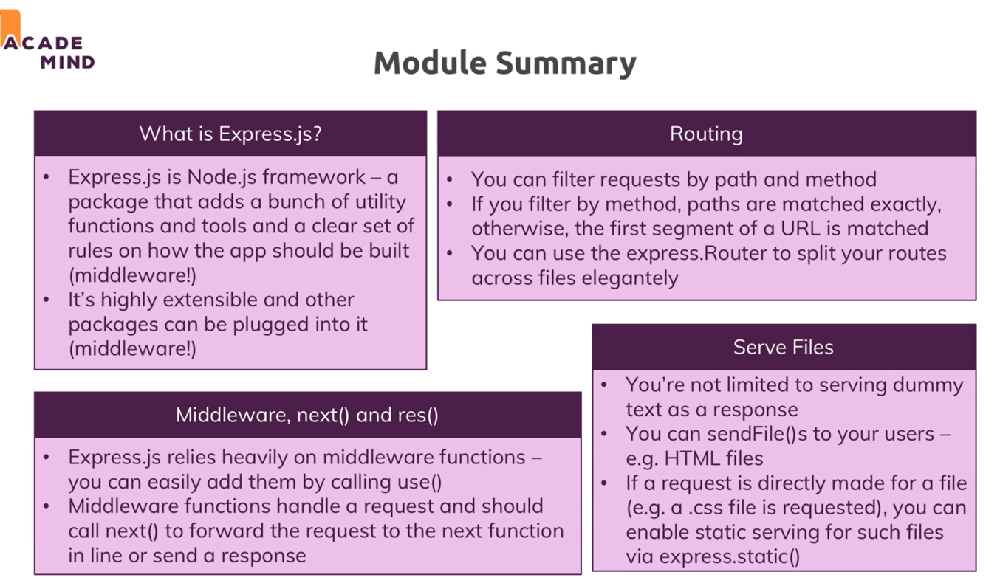 ACADE
MIND
Module Summary
What is Express.js?
• Express.js is Node.js framework – a
package that adds a bunch of utility
functions and tools and a clear set of
rules on how the app should be built
(middleware!)
• It’s highly extensible and other
packages can be plugged into it
(middleware!)
Routing
• You can filter requests by path and method
• If you filter by method, paths are matched exactly,
otherwise, the first segment of a URL is matched
• You can use the express.Router to split your routes
across files elegantely
Middleware, next() and res()
• Express.js relies heavily on middleware functions –
you can easily add them by calling use()
• Middleware functions handle a request and should
call next() to forward the request to the next function
in line or send a response
Serve Files
• You’re not limited to serving dummy
text as a response
• You can sendFile()s to your users –
e.g. HTML files
• If a request is directly made for a file
(e.g. a .css file is requested), you can
enable static serving for such files
via express.static()